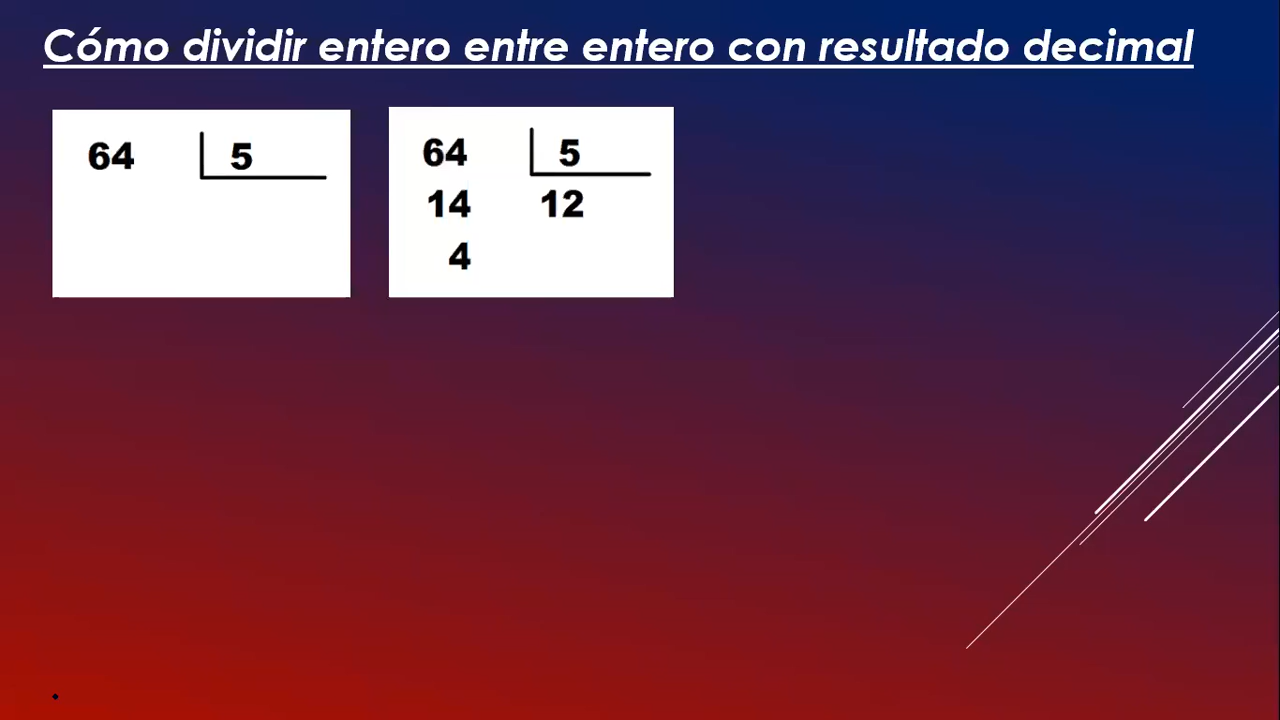 Cómo dividir entero entre entero con resultado decimal
64 5
64 5
14 12
4